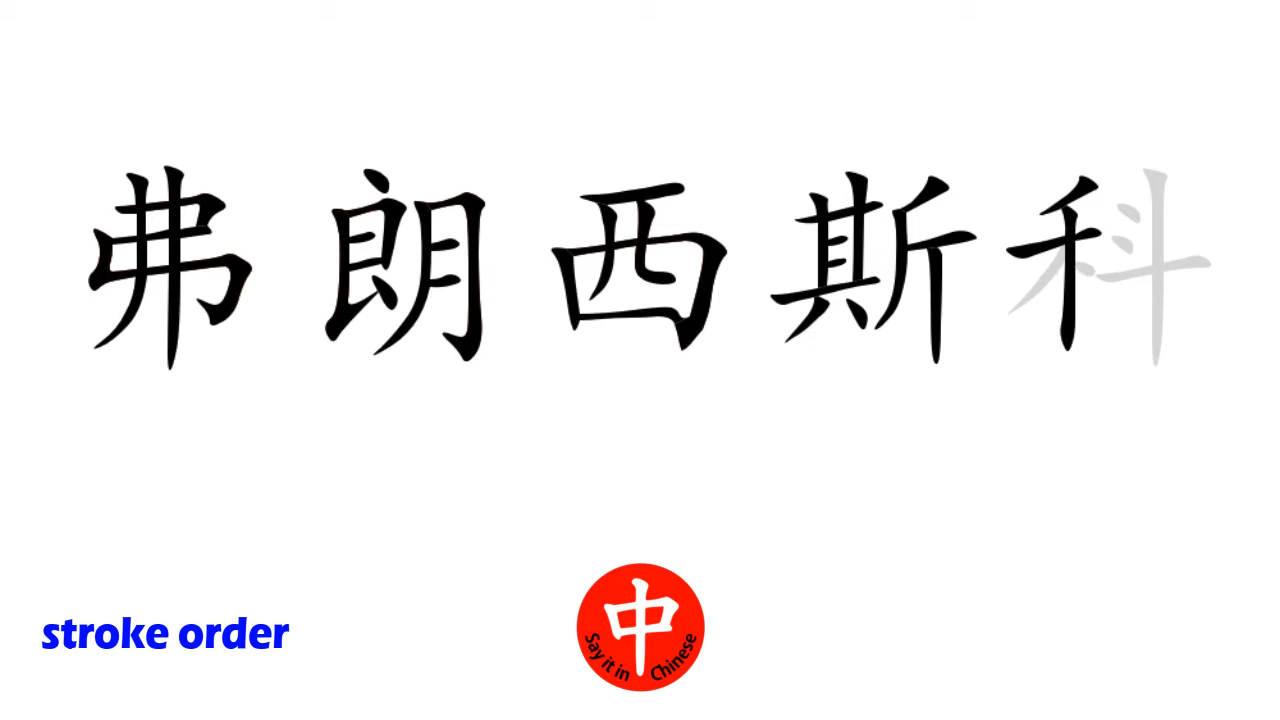 弗朗西斯科
stroke order
中
Say it in Chinese